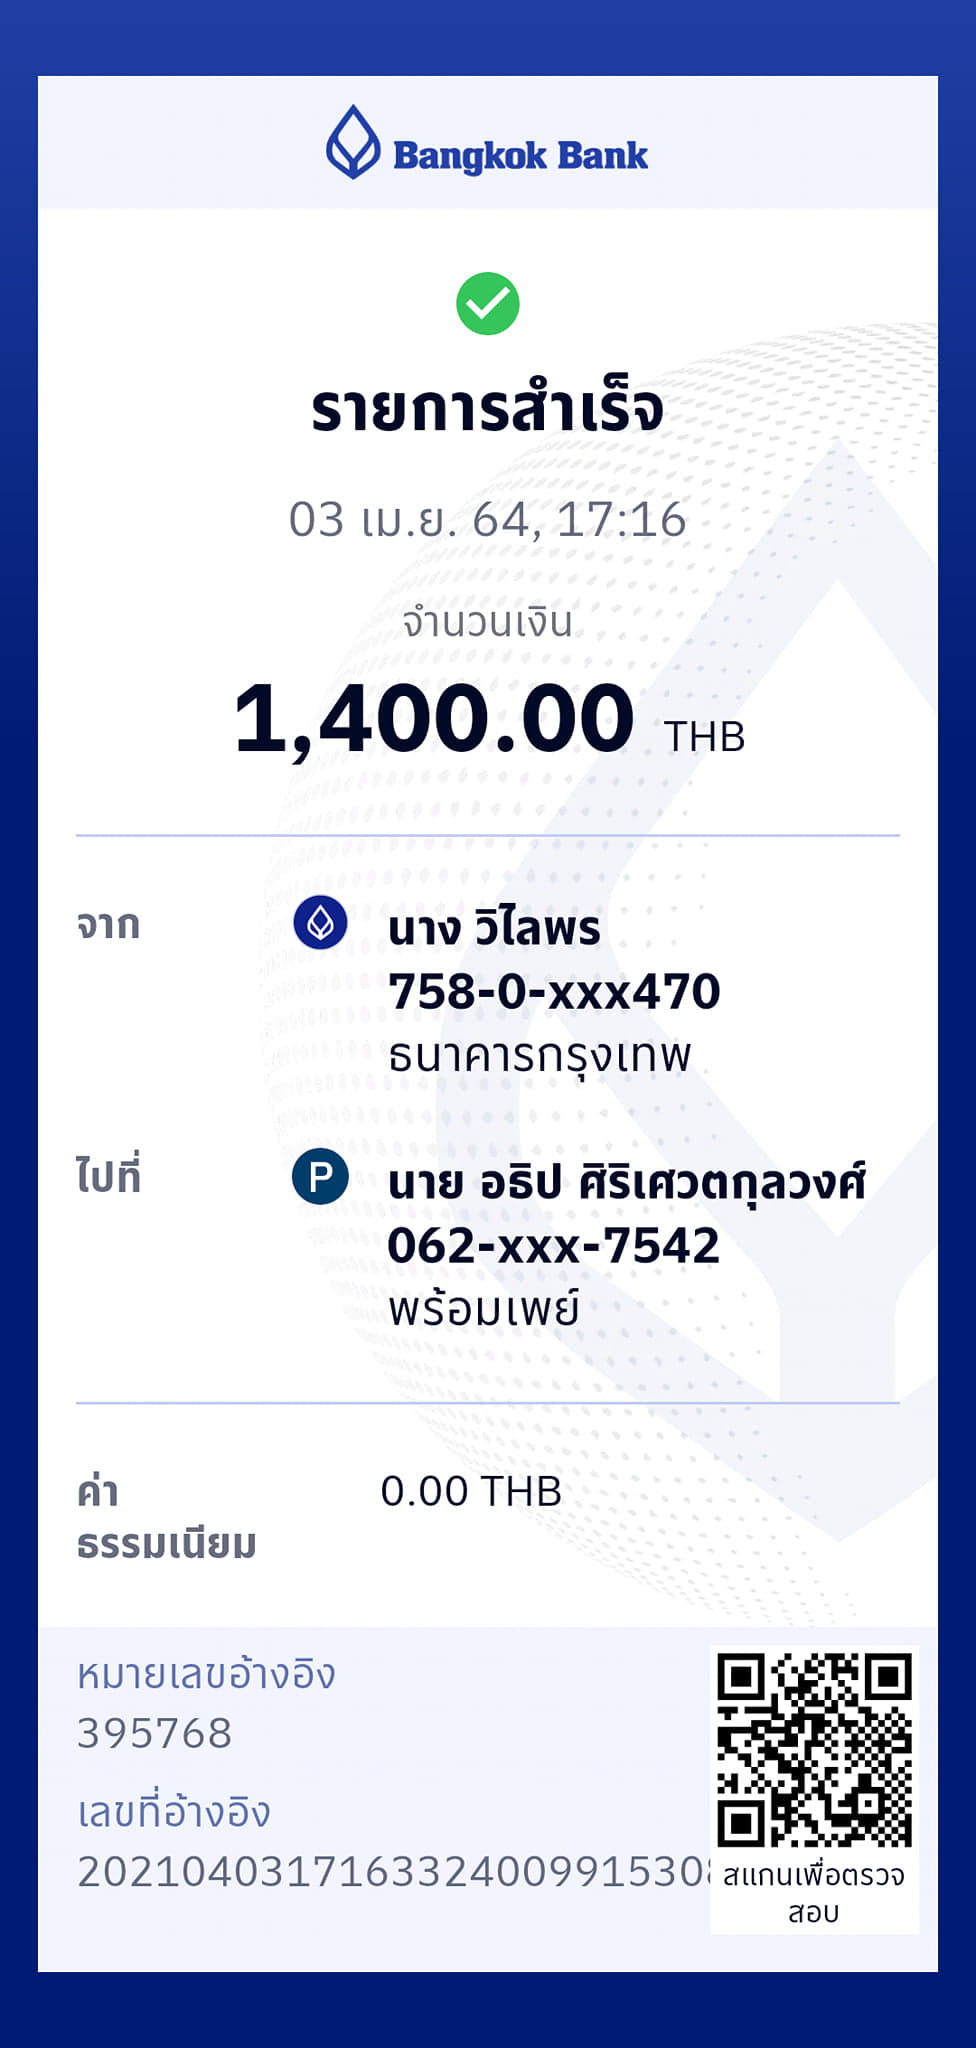 Bangkok Bank
รายการสำเร็จ
03 เม.ย. 64, 17:16
จำนวนเงิน
1,400.00 THB
จาก
นาง วิไลพร
758-0-xxx470
ธนาคารกรุงเทพ
ไปที่
P
นาย อธิป ศิริเศวตกุลวงศ์
062-xxx-7542
พร้อมเพย์
ค่า
ธรรมเนียม
0.00 THB
หมายเลขอ้างอิง
395768
เลขที่อ้างอิง
2021040317163324009915308
สแกนเพื่อตรวจ
สอบ